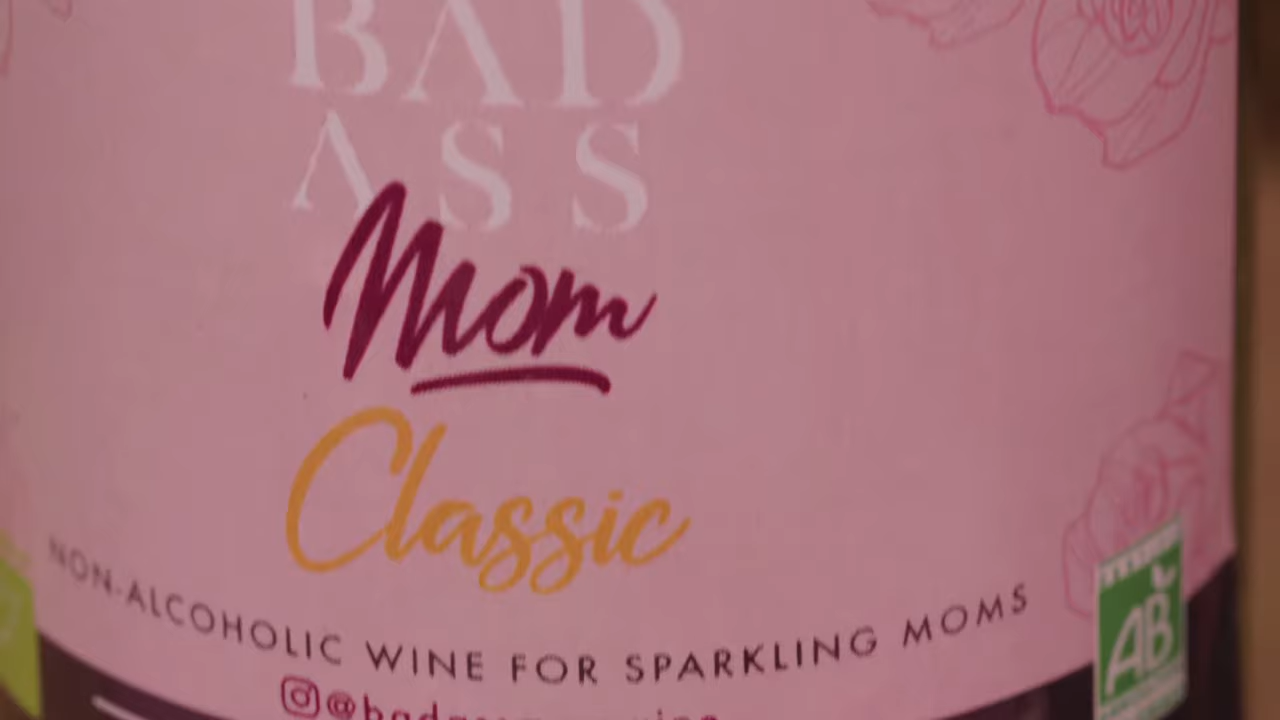 BAD
ASS
Mom
Classic
NON-ALCOHOLIC WINE FOR SPARKLING MOMS
AB